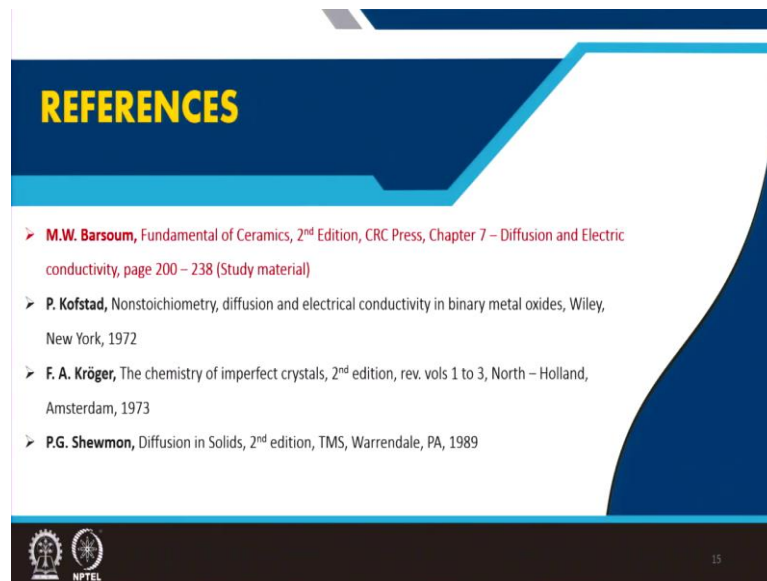 REFERENCES
➢ M.W. Barsoum, Fundamental of Ceramics, 2nd Edition, CRC Press, Chapter 7 – Diffusion and Electric
conductivity, page 200 – 238 (Study material)
➢ P. Kofstad, Nonstoichiometry, diffusion and electrical conductivity in binary metal oxides, Wiley,
New York, 1972
➢ F. A. Kröger, The chemistry of imperfect crystals, 2nd edition, rev. vols 1 to 3, North – Holland,
Amsterdam, 1973
➢ P.G. Shewmon, Diffusion in Solids, 2nd edition, TMS, Warrendale, PA, 1989
NPTEL
15